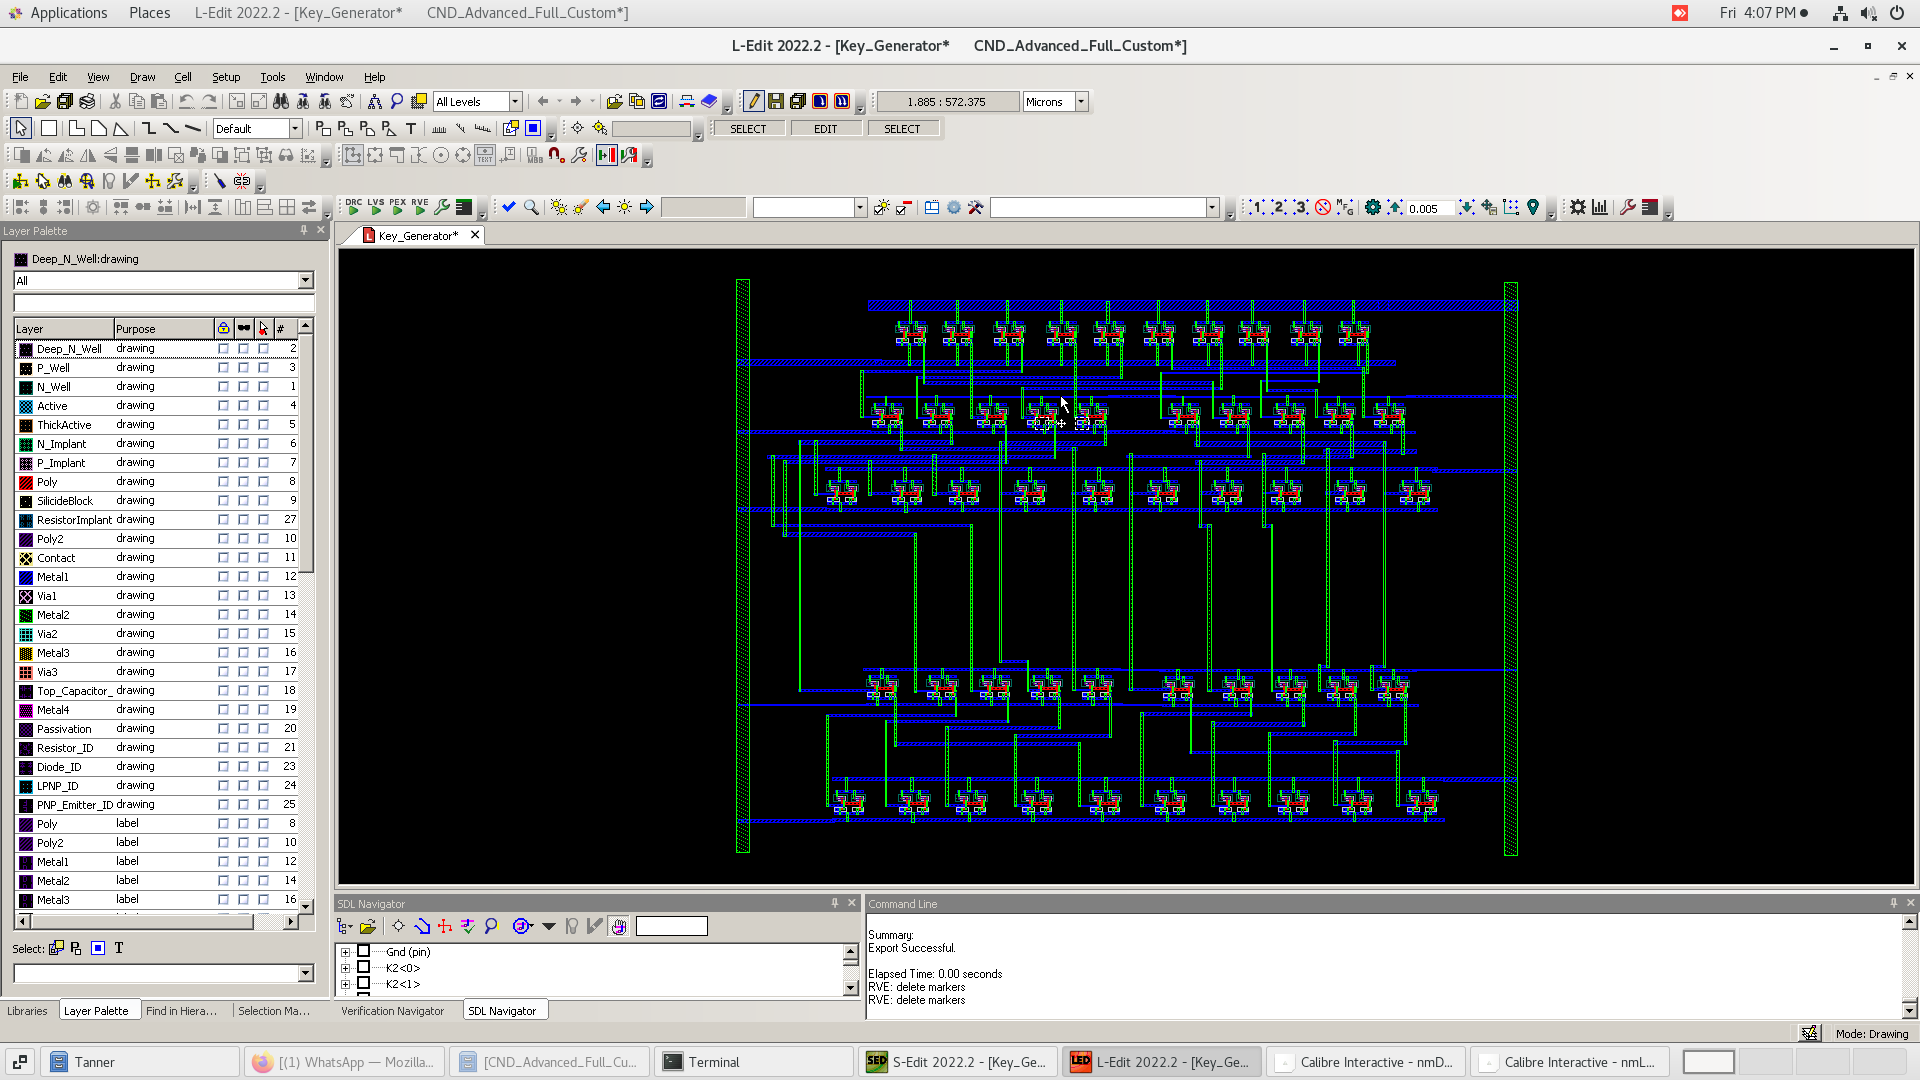 Applications Places L-Edit 2022.2 - [Key_Generator* CND_Advanced_Full_Custom*] Fri 4:07 PM
L-Edit 2022.2 - [Key_Generator* CND_Advanced_Full_Custom*]
File Edit View Draw Cell Setup Tools Window Help
All Levels 1.885 : 572.375 Microns
Default SELECT EDIT SELECT
DRC LVS PEX RVE 0.005
Layer Palette
Key_Generator*
Deep_N_Well:drawing
All
Layer Purpose #
Deep_N_Well drawing 2
P_Well drawing 3
N_Well drawing 1
Active drawing 4
ThickActive drawing 5
N_Implant drawing 6
P_Implant drawing 7
Poly drawing 8
SilicideBlock drawing 9
ResistorImplant drawing 27
Poly2 drawing 10
Contact drawing 11
Metal1 drawing 12
Via1 drawing 13
Metal2 drawing 14
Via2 drawing 15
Metal3 drawing 16
Via3 drawing 17
Top_Capacitor_ drawing 18
Metal4 drawing 19
Passivation drawing 20
Resistor_ID drawing 21
Diode_ID drawing 23
LPNP_ID drawing 24
PNP_Emitter_ID drawing 25
Poly label 8
Poly2 label 10
Metal1 label 12
Metal2 label 14
Metal3 label 16
Select: T
Libraries Layer Palette Find in Hiera... Selection Ma...
SDL Navigator
Gnd (pin)
K2<0>
K2<1>
Verification Navigator SDL Navigator
Command Line
Summary:
Export Successful.
Elapsed Time: 0.00 seconds
RVE: delete markers
RVE: delete markers
Mode: Drawing
Tanner [(1) WhatsApp — Mozilla... [CND_Advanced_Full_Cu... Terminal S-Edit 2022.2 - [Key_Ge... L-Edit 2022.2 - [Key_Ge... Calibre Interactive - nmD... Calibre Interactive - nmL...